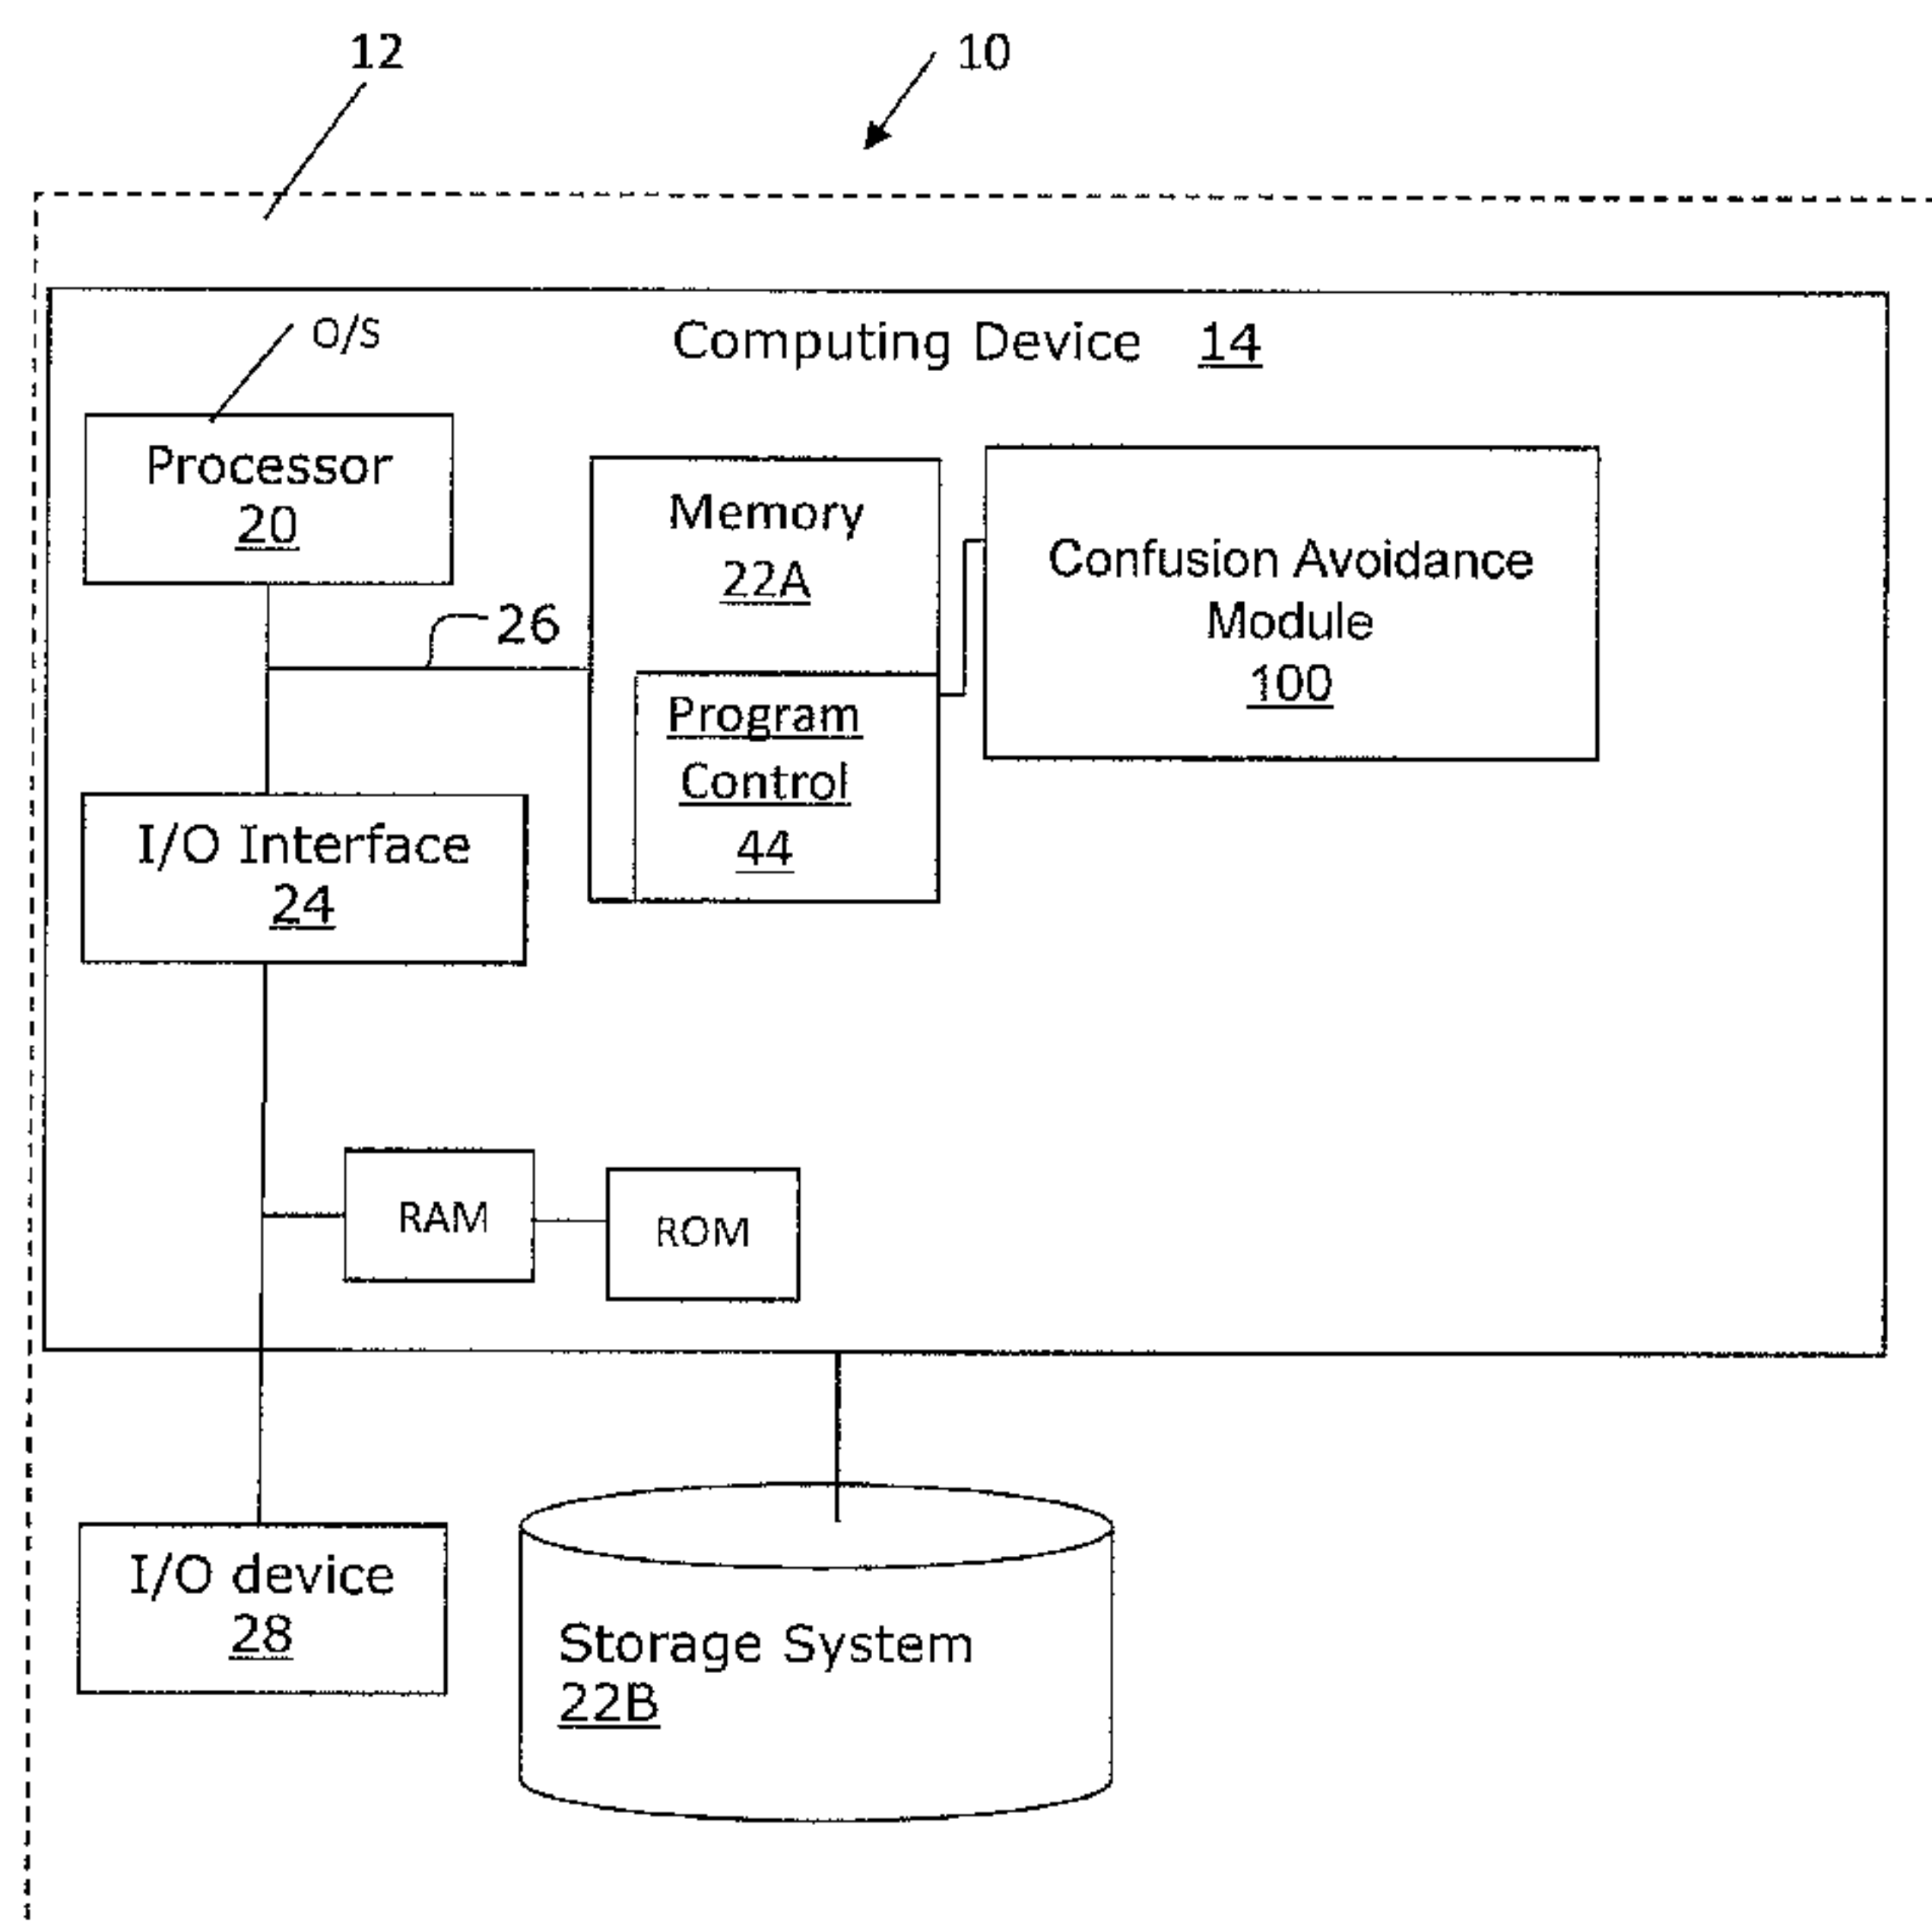 12
10
O/S
Computing Device 14
Processor
20
Memory
22A
Confusion Avoidance
Module
100
26
Program
Control
44
I/O Interface
24
RAM
ROM
I/O device
28
Storage System
22B